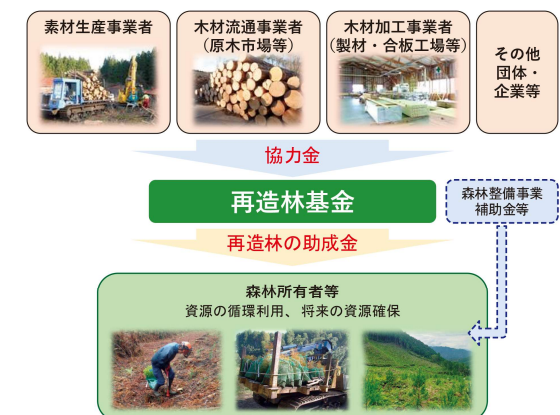 素材生産事業者
木材流通事業者
（原木市場等）
木材加工事業者
（製材・合板工場等）
その他
団体・
企業等
協力金
再造林基金
森林整備事業
補助金等
再造林の助成金
森林所有者等
資源の循環利用、将来の資源確保